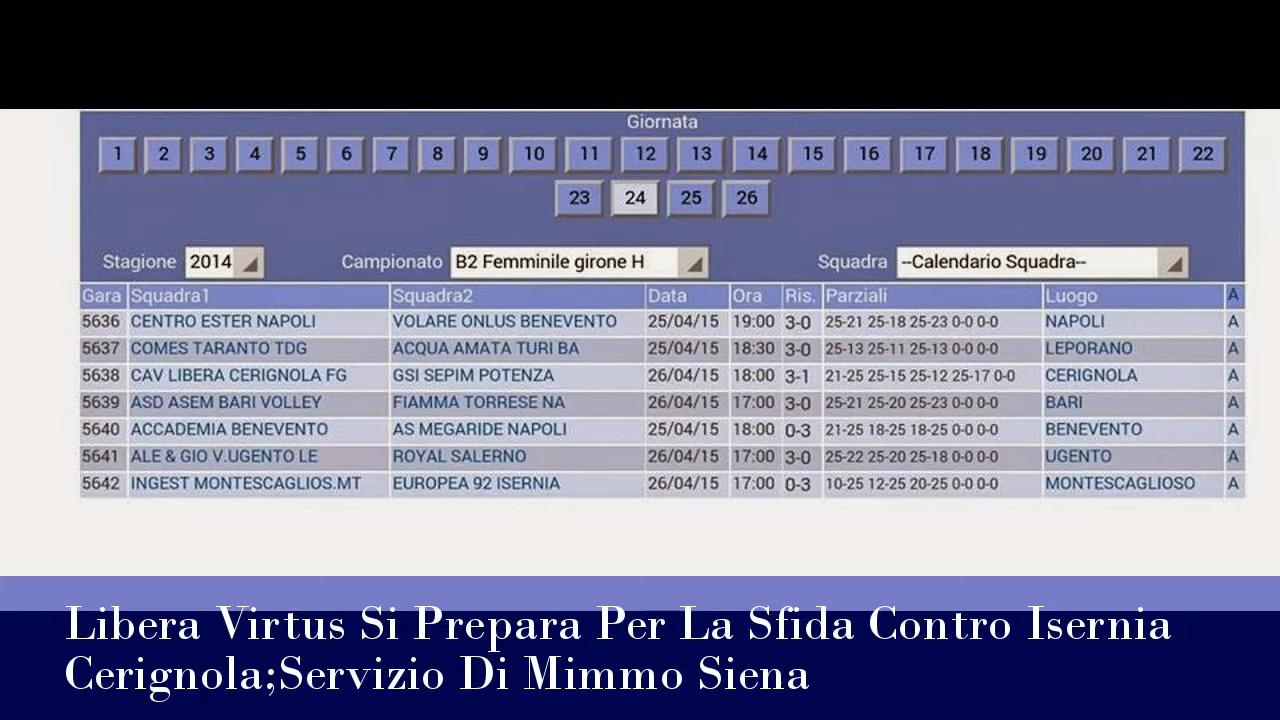 Giornata
1 2 3 4 5 6 7 8 9 10 11 12 13 14 15 16 17 18 19 20 21 22
23 24 25 26
Stagione 2014 Campionato B2 Femminile girone H Squadra --Calendario Squadra--
Gara Squadra1 Squadra2 Data Ora Ris. Parziali Luogo A
5636 CENTRO ESTER NAPOLI VOLARE ONLUS BENEVENTO 25/04/15 19:00 3-0 25-21 25-18 25-23 0-0 0-0 NAPOLI A
5637 COMES TARANTO TDG ACQUA AMATA TURI BA 25/04/15 18:30 3-0 25-13 25-11 25-13 0-0 0-0 LEPORANO A
5638 CAV LIBERA CERIGNOLA FG GSI SEPIM POTENZA 26/04/15 18:00 3-1 21-25 25-15 25-12 25-17 0-0 CERIGNOLA A
5639 ASD ASEM BARI VOLLEY FIAMMA TORRESE NA 26/04/15 17:00 3-0 25-21 25-20 25-23 0-0 0-0 BARI A
5640 ACCADEMIA BENEVENTO AS MEGARIDE NAPOLI 25/04/15 18:00 0-3 21-25 18-25 18-25 0-0 0-0 BENEVENTO A
5641 ALE & GIO V.UGENTO LE ROYAL SALERNO 26/04/15 17:00 3-0 25-22 25-20 25-18 0-0 0-0 UGENTO A
5642 INGEST MONTESCAGLIOS.MT EUROPEA 92 ISERNIA 26/04/15 17:00 0-3 10-25 12-25 20-25 0-0 0-0 MONTESCAGLIOSO A
Libera Virtus Si Prepara Per La Sfida Contro Isernia
Cerignola;Servizio Di Mimmo Siena